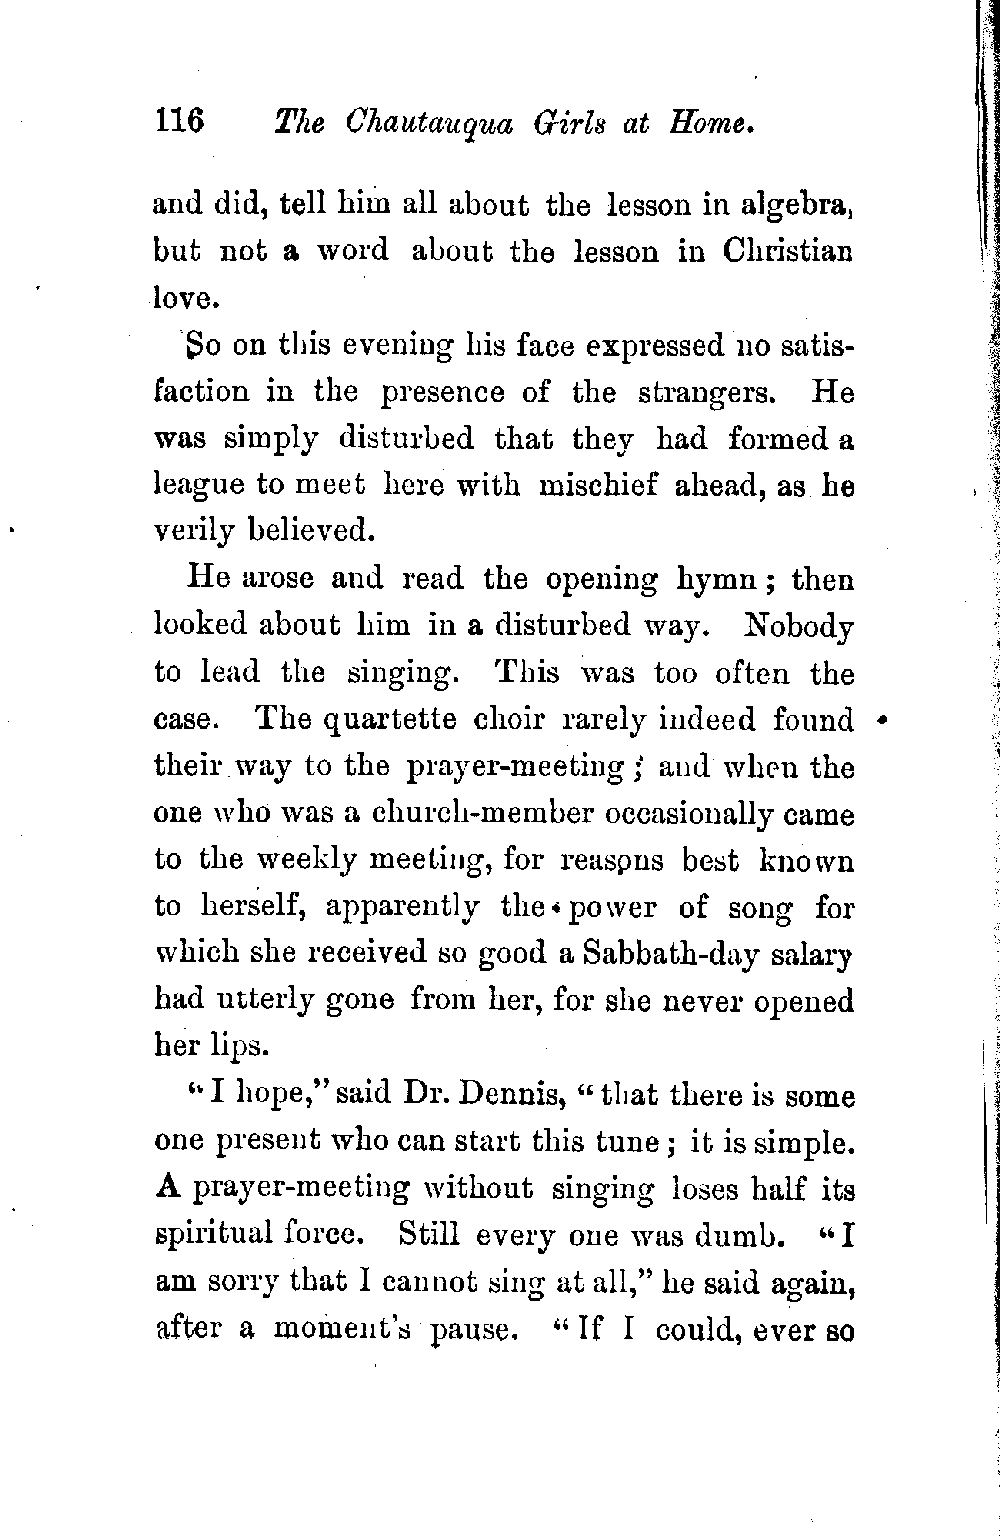 116 The Chautauqua Girls at Home.
and did, tell him all about the lesson in algebra,
but not a word about the lesson in Christian
love.
So on this evening his face expressed no satis-
faction in the presence of the strangers. He
was simply disturbed that they had formed a
league to meet here with mischief ahead, as he
verily believed.
He arose and read the opening hymn; then
looked about him in a disturbed way. Nobody
to lead the singing. This was too often the
case. The quartette choir rarely indeed found
their way to the prayer-meeting; and when the
one who was a church-member occasionally came
to the weekly meeting, for reasons best known
to herself, apparently the power of song for
which she received so good a Sabbath-day salary
had utterly gone from her, for she never opened
her lips.
"I hope," said Dr. Dennis, "that there is some
one present who can start this tune; it is simple.
A prayer-meeting without singing loses half its
spiritual force. Still every one was dumb. "I
am sorry that I cannot sing at all," he said again,
after a moment's pause. "If I could, ever so